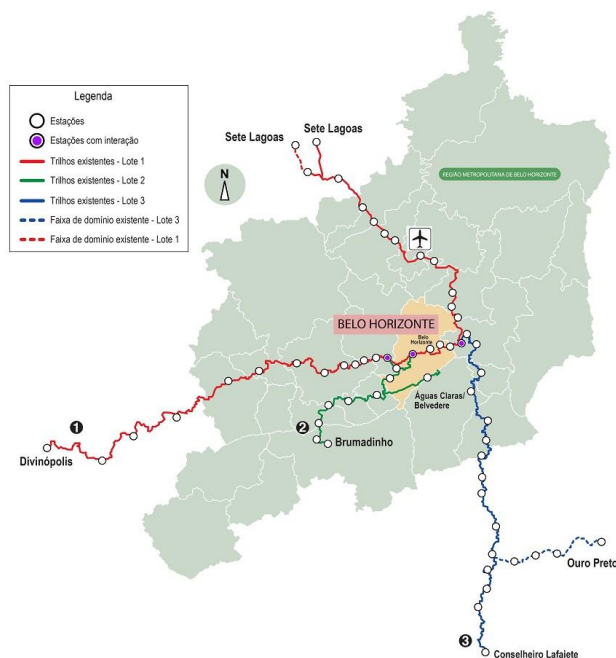 Legenda
Estações
Estações com interação
Trilhos existentes - Lote 1
Trilhos existentes - Lote 2
Trilhos existentes - Lote 3
Faixa de domínio existente - Lote 3
Faixa de domínio existente - Lote 1
Sete Lagoas
Sete Lagoas
N
REGIÃO METROPOLITANA DE BELO HORIZONTE
BELO HORIZONTE
Belo
Horizonte
Águas Claras/
Belvedere
1
Divinópolis
2
Brumadinho
Ouro Preto
3
Conselheiro Lafaiete